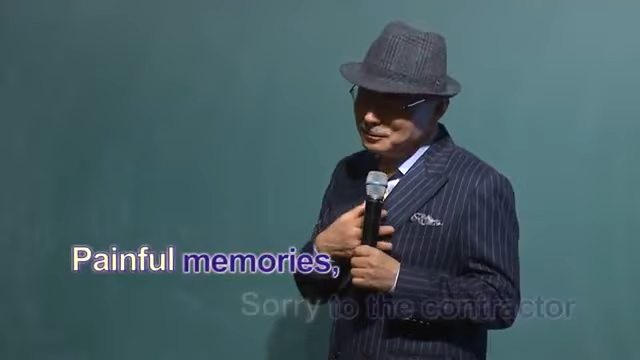 Painful memories,
Sorry to the contractor